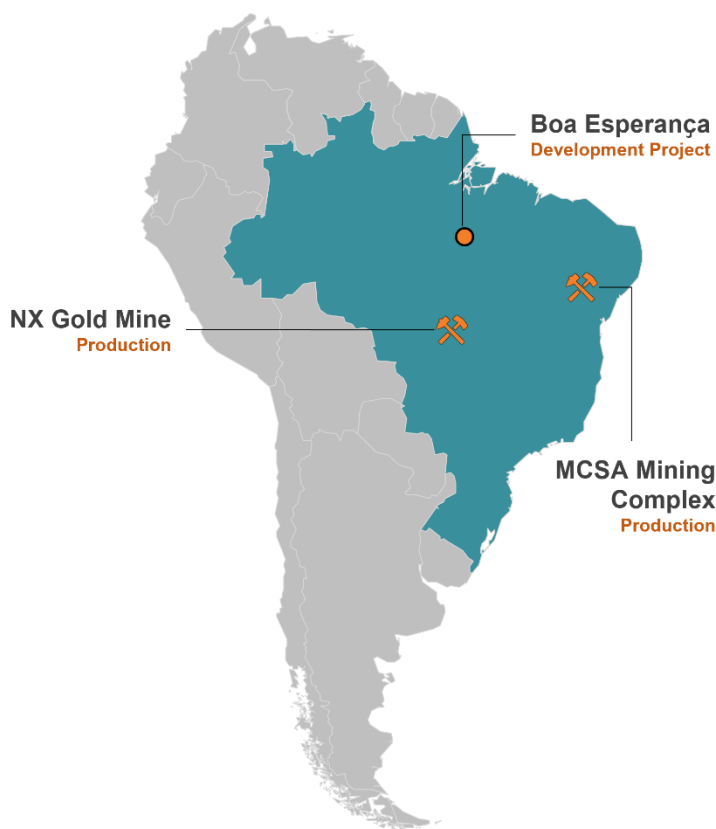 Boa Esperança
Development Project
NX Gold Mine
Production
MCSA Mining
Complex
Production